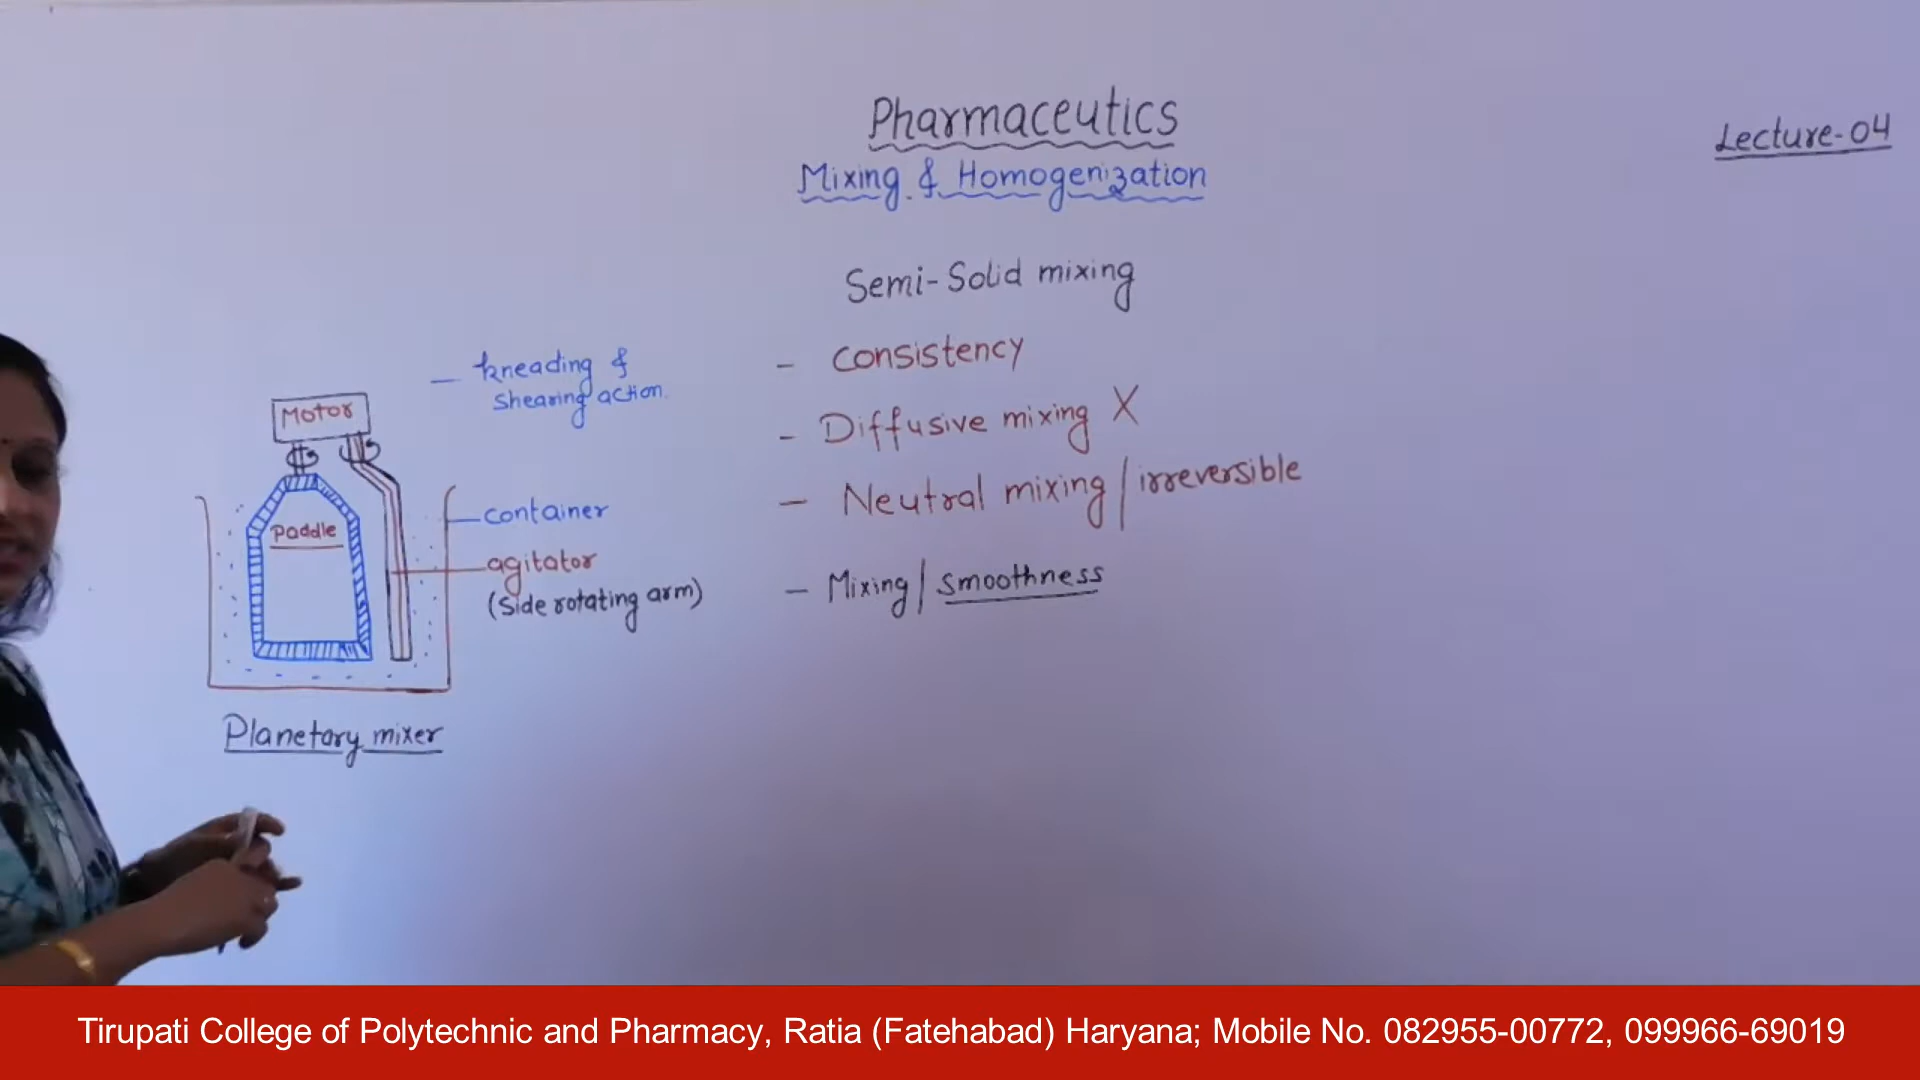 Pharmaceutics
Lecture-04
Mixing & Homogenization
Semi-Solid mixing
- kneading &
shearing action.
- Consistency
- Diffusive mixing X
- Neutral mixing / irreversible
- Mixing / smoothness
Motor
Paddle
container
agitator
(Side rotating arm)
Planetary mixer
Tirupati College of Polytechnic and Pharmacy, Ratia (Fatehabad) Haryana; Mobile No. 082955-00772, 099966-69019